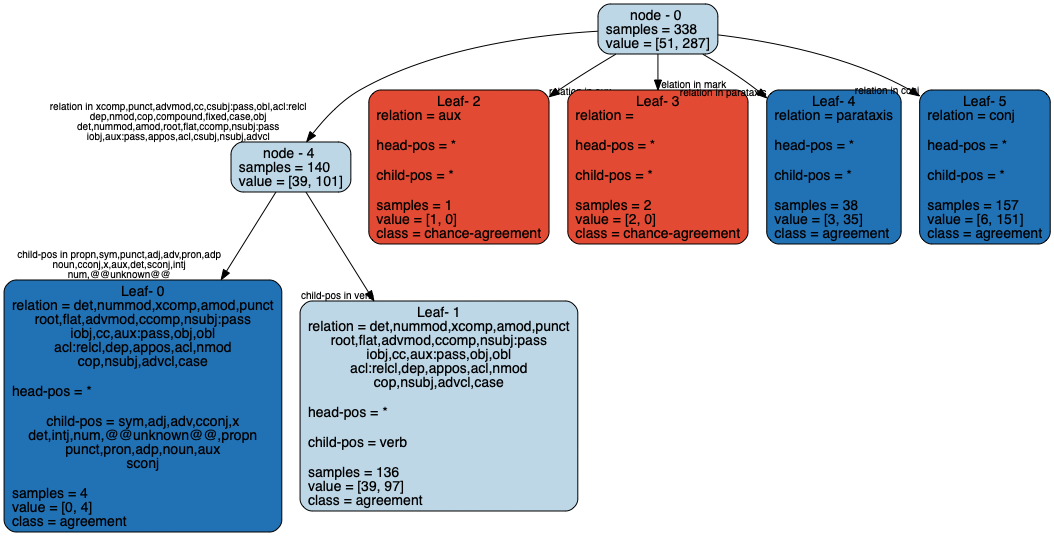 node - 0
samples = 338
value = [51, 287]
relation in xcomp,punct,advmod,cc,csubj:pass,obl,acl:relcl
dep,nmod,cop,compound,fixed,case,obj
det,nummod,amod,root,flat,ccomp,nsubj:pass
iobj,aux:pass,appos,acl,csubj,nsubj,advcl
relation in
relation in mark
relation in parataxis
relation in conj
node - 4
samples = 140
value = [39, 101]
Leaf- 2
relation = aux
head-pos = *
child-pos = *
samples = 1
value = [1, 0]
class = chance-agreement
Leaf- 3
relation =
head-pos = *
child-pos = *
samples = 2
value = [2, 0]
class = chance-agreement
Leaf- 4
relation = parataxis
head-pos = *
child-pos = *
samples = 38
value = [3, 35]
class = agreement
Leaf- 5
relation = conj
head-pos = *
child-pos = *
samples = 157
value = [6, 151]
class = agreement
child-pos in propn,sym,punct,adj,adv,pron,adp
noun,cconj,x,aux,det,sconj,intj
num,@@unknown@@
child-pos in verb
Leaf- 0
relation = det,nummod,xcomp,amod,punct
root,flat,advmod,ccomp,nsubj:pass
iobj,cc,aux:pass,obj,obl
acl:relcl,dep,appos,acl,nmod
cop,nsubj,advcl,case
head-pos = *
child-pos = sym,adj,adv,cconj,x
det,intj,num,@@unknown@@,propn
punct,pron,adp,noun,aux
sconj
samples = 4
value = [0, 4]
class = agreement
Leaf- 1
relation = det,nummod,xcomp,amod,punct
root,flat,advmod,ccomp,nsubj:pass
iobj,cc,aux:pass,obj,obl
acl:relcl,dep,appos,acl,nmod
cop,nsubj,advcl,case
head-pos = *
child-pos = verb
samples = 136
value = [39, 97]
class = agreement